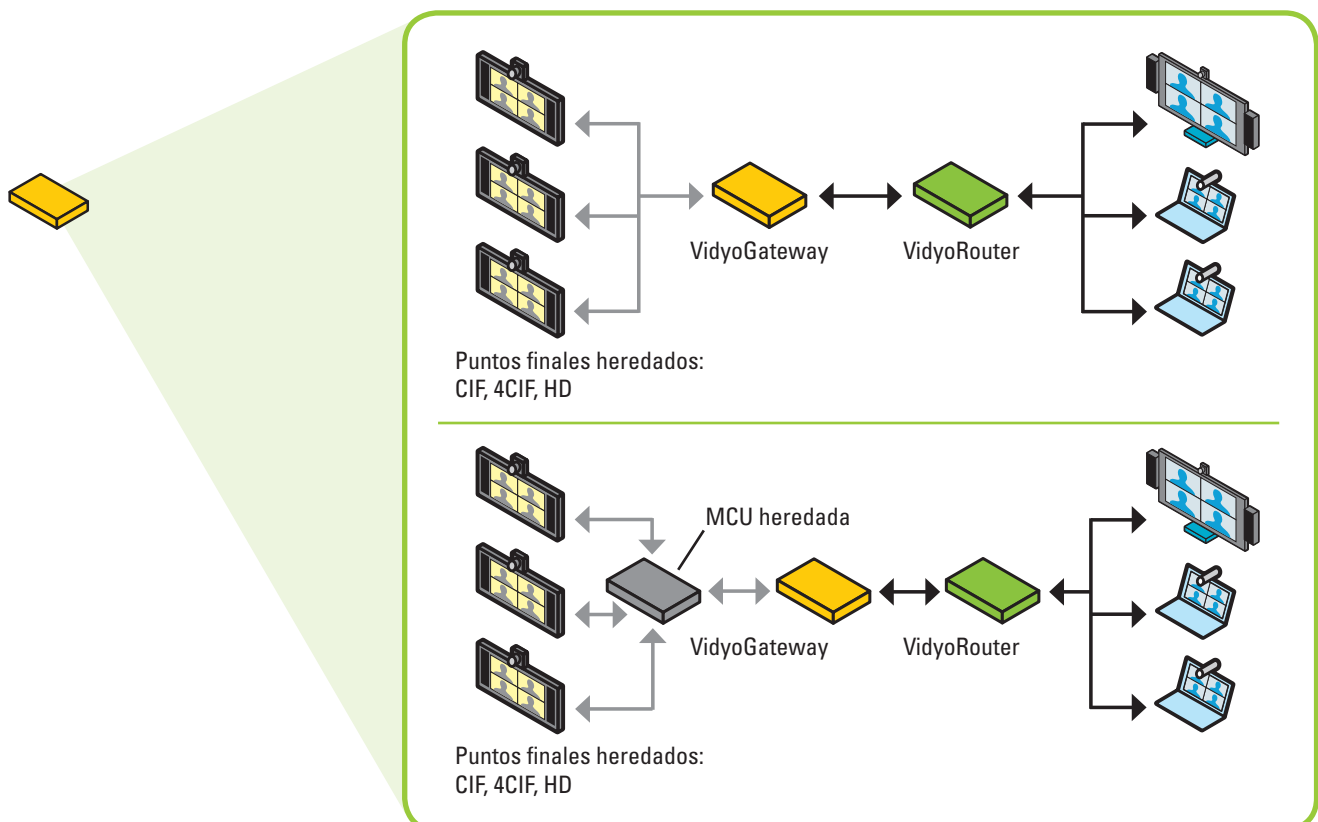 VidyoGateway
VidyoRouter
Puntos finales heredados:
CIF, 4CIF, HD
MCU heredada
VidyoGateway
VidyoRouter
Puntos finales heredados:
CIF, 4CIF, HD